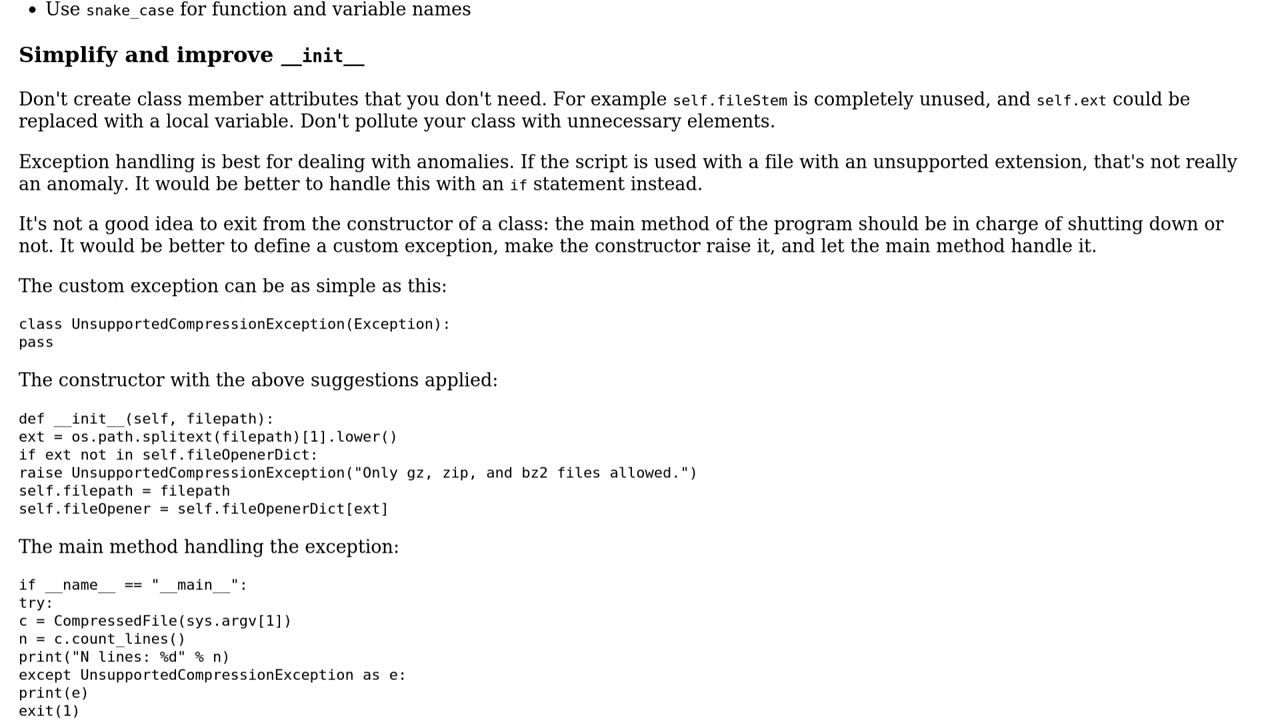 • Use snake_case for function and variable names
Simplify and improve __init__
Don't create class member attributes that you don't need. For example self.fileStem is completely unused, and self.ext could be
replaced with a local variable. Don't pollute your class with unnecessary elements.
Exception handling is best for dealing with anomalies. If the script is used with a file with an unsupported extension, that's not really
an anomaly. It would be better to handle this with an if statement instead.
It's not a good idea to exit from the constructor of a class: the main method of the program should be in charge of shutting down or
not. It would be better to define a custom exception, make the constructor raise it, and let the main method handle it.
The custom exception can be as simple as this:
class UnsupportedCompressionException(Exception):
pass
The constructor with the above suggestions applied:
def __init__(self, filepath):
ext = os.path.splitext(filepath)[1].lower()
if ext not in self.fileOpenerDict:
raise UnsupportedCompressionException("Only gz, zip, and bz2 files allowed.")
self.filepath = filepath
self.fileOpener = self.fileOpenerDict[ext]
The main method handling the exception:
if __name__ == "__main__":
try:
c = CompressedFile(sys.argv[1])
n = c.count_lines()
print("N lines: %d" % n)
except UnsupportedCompressionException as e:
print(e)
exit(1)